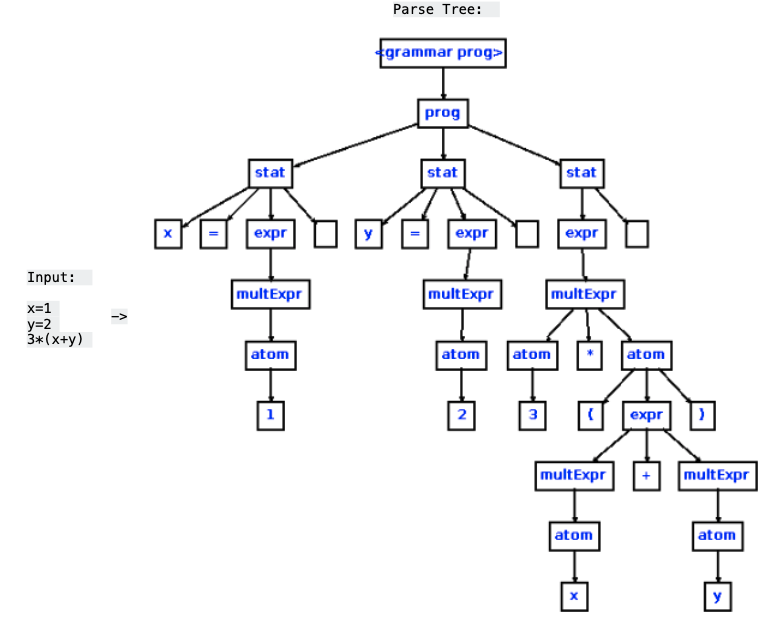 Parse Tree:
<grammar prog>
prog
stat stat stat
x = expr y = expr expr
Input:
multExpr multExpr multExpr
x=1
y=2 ->
3*(x+y)
atom atom atom * atom
1 2 3 ( expr )
multExpr + multExpr
atom atom
x y